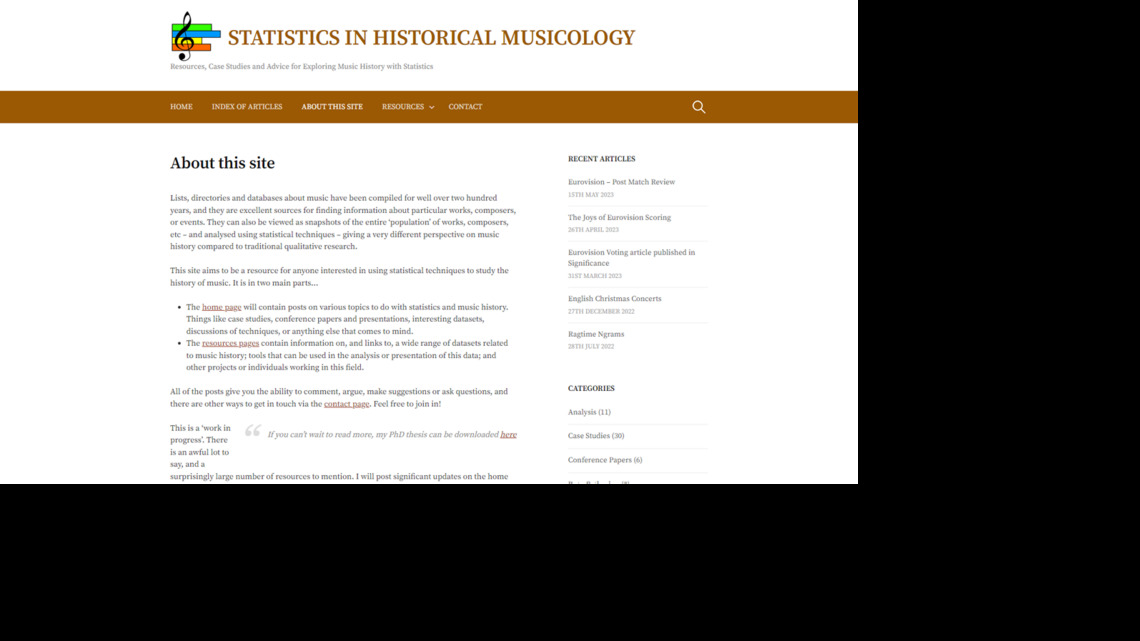 STATISTICS IN HISTORICAL MUSICOLOGY
Resources, Case Studies and Advice for Exploring Music History with Statistics
HOME INDEX OF ARTICLES ABOUT THIS SITE RESOURCES CONTACT
About this site
Lists, directories and databases about music have been compiled for well over two hundred
years, and they are excellent sources for finding information about particular works, composers,
or events. They can also be viewed as snapshots of the entire ‘population’ of works, composers,
etc – and analysed using statistical techniques – giving a very different perspective on music
history compared to traditional qualitative research.
This site aims to be a resource for anyone interested in using statistical techniques to study the
history of music. It is in two main parts…
• The home page will contain posts on various topics to do with statistics and music history.
Things like case studies, conference papers and presentations, interesting datasets,
discussions of techniques, or anything else that comes to mind.
• The resources pages contain information on, and links to, a wide range of datasets related
to music history; tools that can be used in the analysis or presentation of this data; and
other projects or individuals working in this field.
All of the posts give you the ability to comment, argue, make suggestions or ask questions, and
there are other ways to get in touch via the contact page. Feel free to join in!
“ If you can’t wait to read more, my PhD thesis can be downloaded here
This is a ‘work in
progress’. There
is an awful lot to
say, and a
surprisingly large number of resources to mention. I will post significant updates on the home
RECENT ARTICLES
Eurovision – Post Match Review
15TH MAY 2023
The Joys of Eurovision Scoring
26TH APRIL 2023
Eurovision Voting article published in
Significance
31ST MARCH 2023
English Christmas Concerts
27TH DECEMBER 2022
Ragtime Ngrams
28TH JULY 2022
CATEGORIES
Analysis (11)
Case Studies (30)
Conference Papers (6)